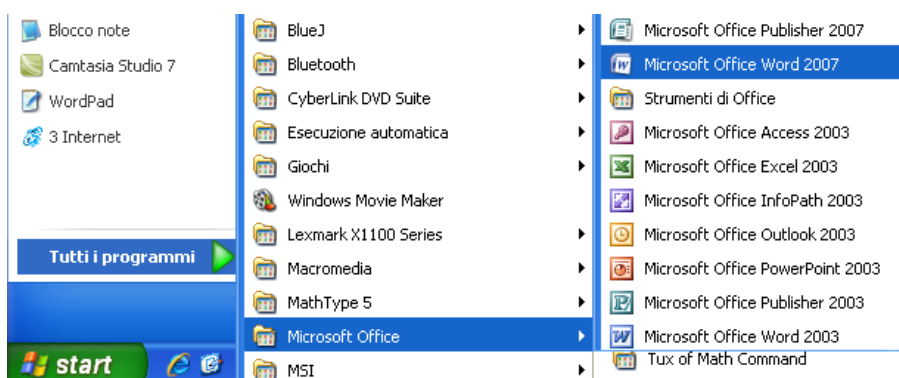 Blocco note
Camtasia Studio 7
WordPad
3 Internet
Tutti i programmi
start
BlueJ
Bluetooth
CyberLink DVD Suite
Esecuzione automatica
Giochi
Windows Movie Maker
Lexmark X1100 Series
Macromedia
MathType 5
Microsoft Office
MSI
Microsoft Office Publisher 2007
Microsoft Office Word 2007
Strumenti di Office
Microsoft Office Access 2003
Microsoft Office Excel 2003
Microsoft Office InfoPath 2003
Microsoft Office Outlook 2003
Microsoft Office PowerPoint 2003
Microsoft Office Publisher 2003
Microsoft Office Word 2003
Tux of Math Command